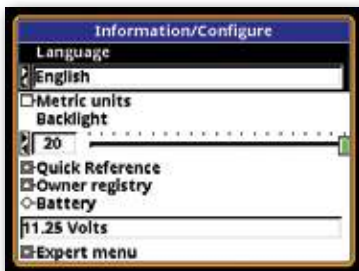 Information/Configure
Language
English
Metric units
Backlight
20
Quick Reference
Owner registry
Battery
11.25 Volts
Expert menu